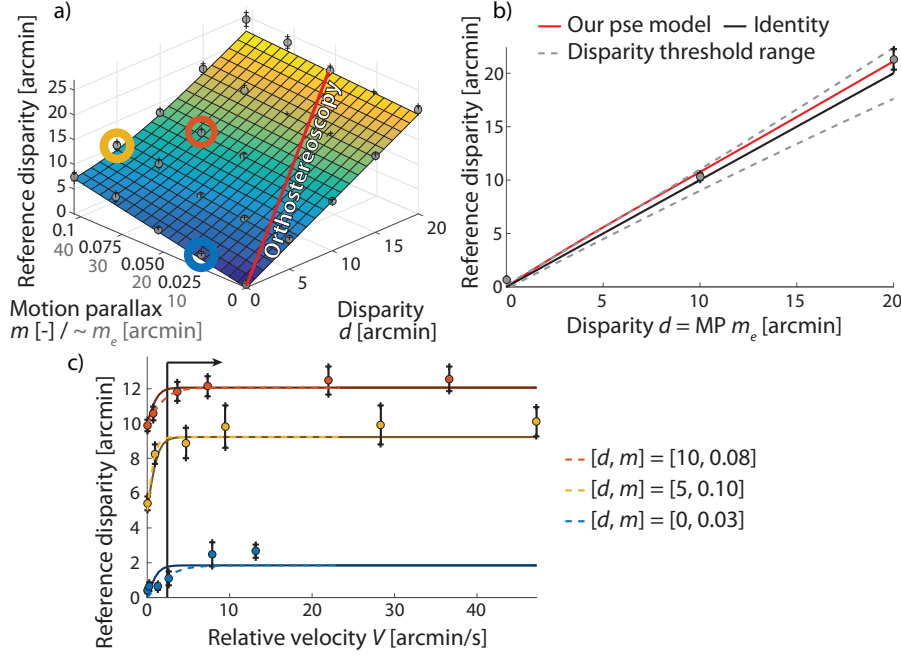 a)
Reference disparity [arcmin]
25
20
15
10
5
0
0.1
40
0.075
30
0.050
20
0.025
10
0
0
5
10
15
20
Orthostereoscopy
Motion parallax
m [-] / ~ mₑ [arcmin]
Disparity
d [arcmin]
b)
Our pse model
Identity
Disparity threshold range
Reference disparity [arcmin]
20
15
10
5
0
0
5
10
15
20
Disparity d = MP mₑ [arcmin]
c)
Reference disparity [arcmin]
12
10
8
6
4
2
0
0
10
20
30
40
Relative velocity V [arcmin/s]
[d, m] = [10, 0.08]
[d, m] = [5, 0.10]
[d, m] = [0, 0.03]